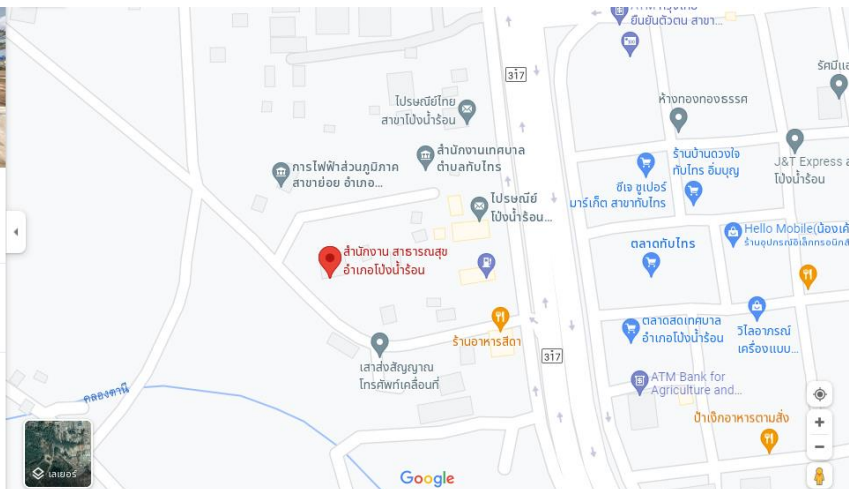 ยืนยันตัวตน สาขา...
317
รัศมีแอ
ไปรษณีย์ไทย
สาขาโป่งน้ำร้อน
ห้างทองทองธรรศ
การไฟฟ้าส่วนภูมิภาค
สาขาย่อย อำเภอ...
สำนักงานเทศบาล
ตำบลทับไทร
ร้านบ้านดวงใจ
ทับไทร อิ่มบุญ
J&T Express ส
โป่งน้ำร้อน
ซีเจ ซูเปอร์
มาร์เก็ต สาขาทับไทร
ไปรษณีย์
โป่งน้ำร้อน...
Hello Mobile(น้องเค้
ร้านอุปกรณ์อิเล็กทรอนิกส์
สำนักงาน สาธารณสุข
อำเภอโป่งน้ำร้อน
ตลาดทับไทร
ร้านอาหารสีดา
ตลาดสดเทศบาล
อำเภอโป่งน้ำร้อน
วิไลอาภรณ์
เครื่องแบบ...
317
เสาส่งสัญญาณ
โทรศัพท์เคลื่อนที่
ATM Bank for
Agriculture and...
คลองตานี
ป้าเง็กอาหารตามสั่ง
เลเยอร์
Google